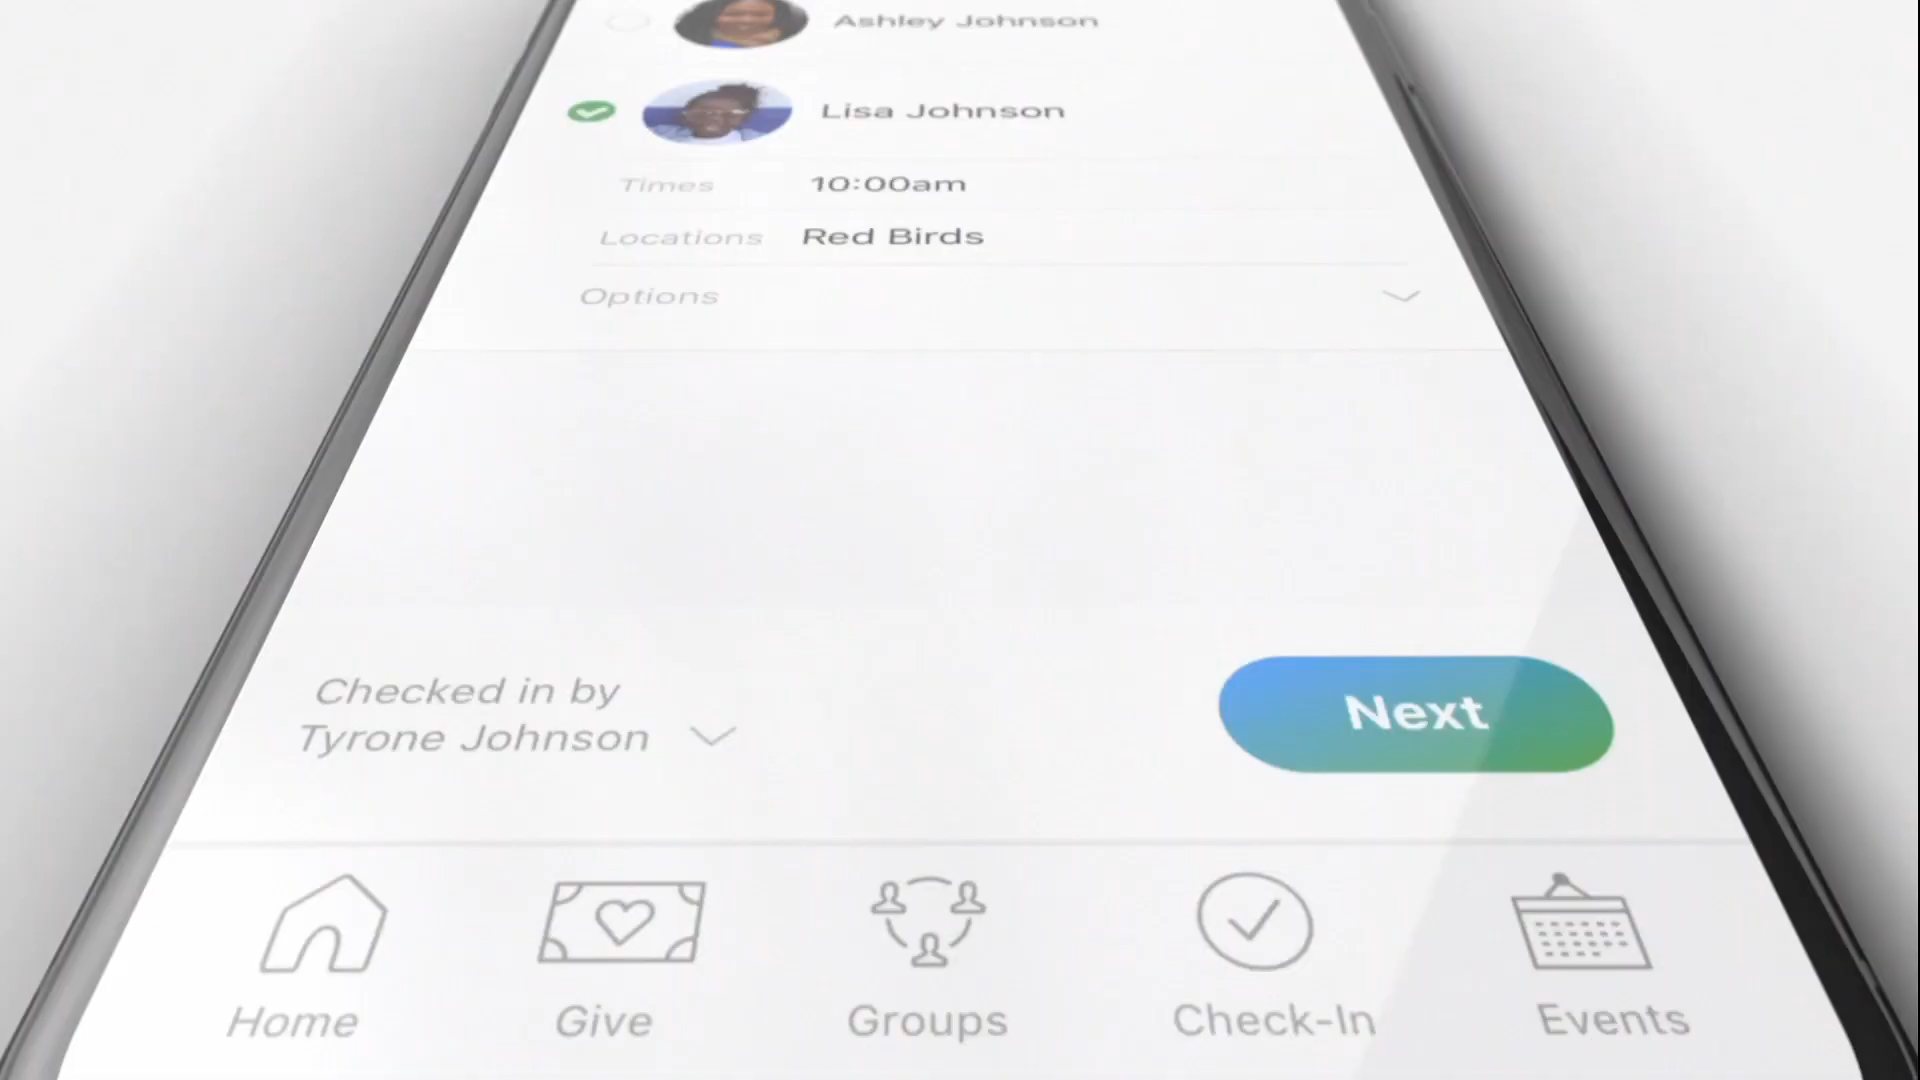 Ashley Johnson
Lisa Johnson
Times 10:00am
Locations Red Birds
Options
Checked in by
Tyrone Johnson
Next
Home Give Groups Check-In Events